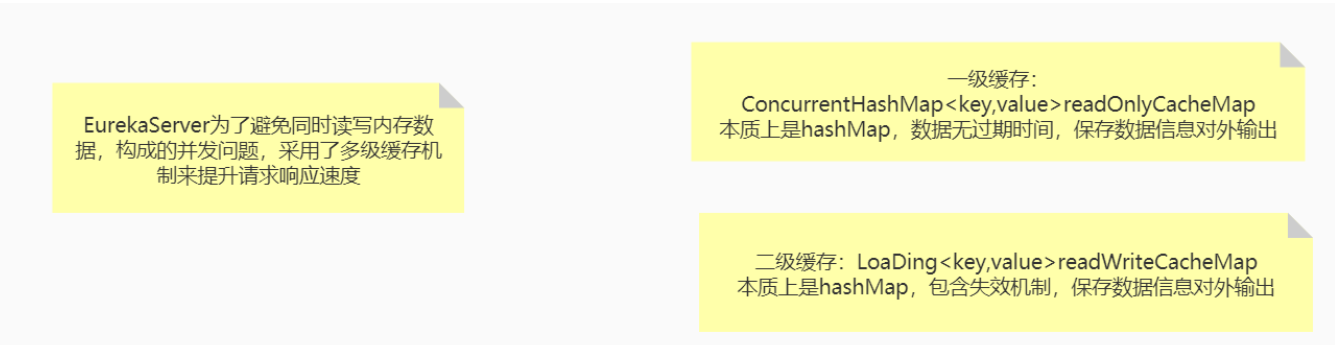 EurekaServer为了避免同时读写内存数
据，构成的并发问题，采用了多级缓存机
制来提升请求响应速度
一级缓存：
ConcurrentHashMap<key,value>readOnlyCacheMap
本质上是hashMap，数据无过期时间，保存数据信息对外输出
二级缓存：LoaDing<key,value>readWriteCacheMap
本质上是hashMap，包含失效机制，保存数据信息对外输出